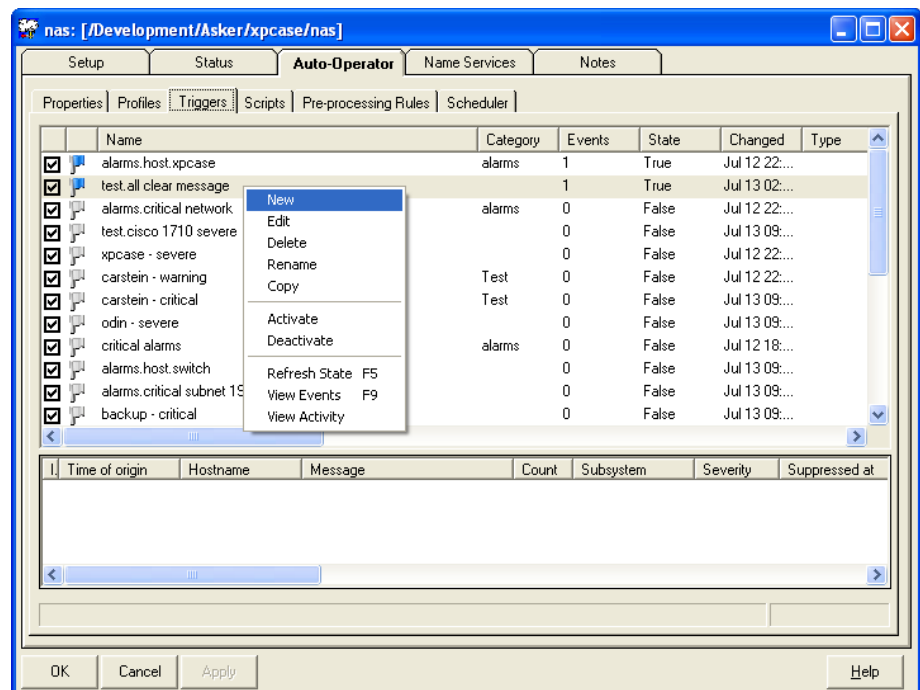 nas: [/Development/Asker/xpcase/nas]
Setup Status Auto-Operator Name Services Notes
Properties Profiles Triggers Scripts Pre-processing Rules Scheduler
Name Category Events State Changed Type
alarms.host.xpcase alarms 1 True Jul 12 22:...
test.all clear message 1 True Jul 13 02:...
alarms.critical network alarms 0 False Jul 12 22:...
test.cisco 1710 severe 0 False Jul 13 09:...
xpcase - severe 0 False Jul 12 22:...
carstein - warning Test 0 False Jul 12 22:...
carstein - critical Test 0 False Jul 13 09:...
odin - severe 0 False Jul 13 09:...
critical alarms alarms 0 False Jul 12 18:...
alarms.host.switch 0 False Jul 13 09:...
alarms.critical subnet 19 0 False Jul 13 09:...
backup - critical 0 False Jul 13 09:...
New
Edit
Delete
Rename
Copy
Activate
Deactivate
Refresh State F5
View Events F9
View Activity
I. Time of origin Hostname Message Count Subsystem Severity Suppressed at
OK Cancel Apply Help